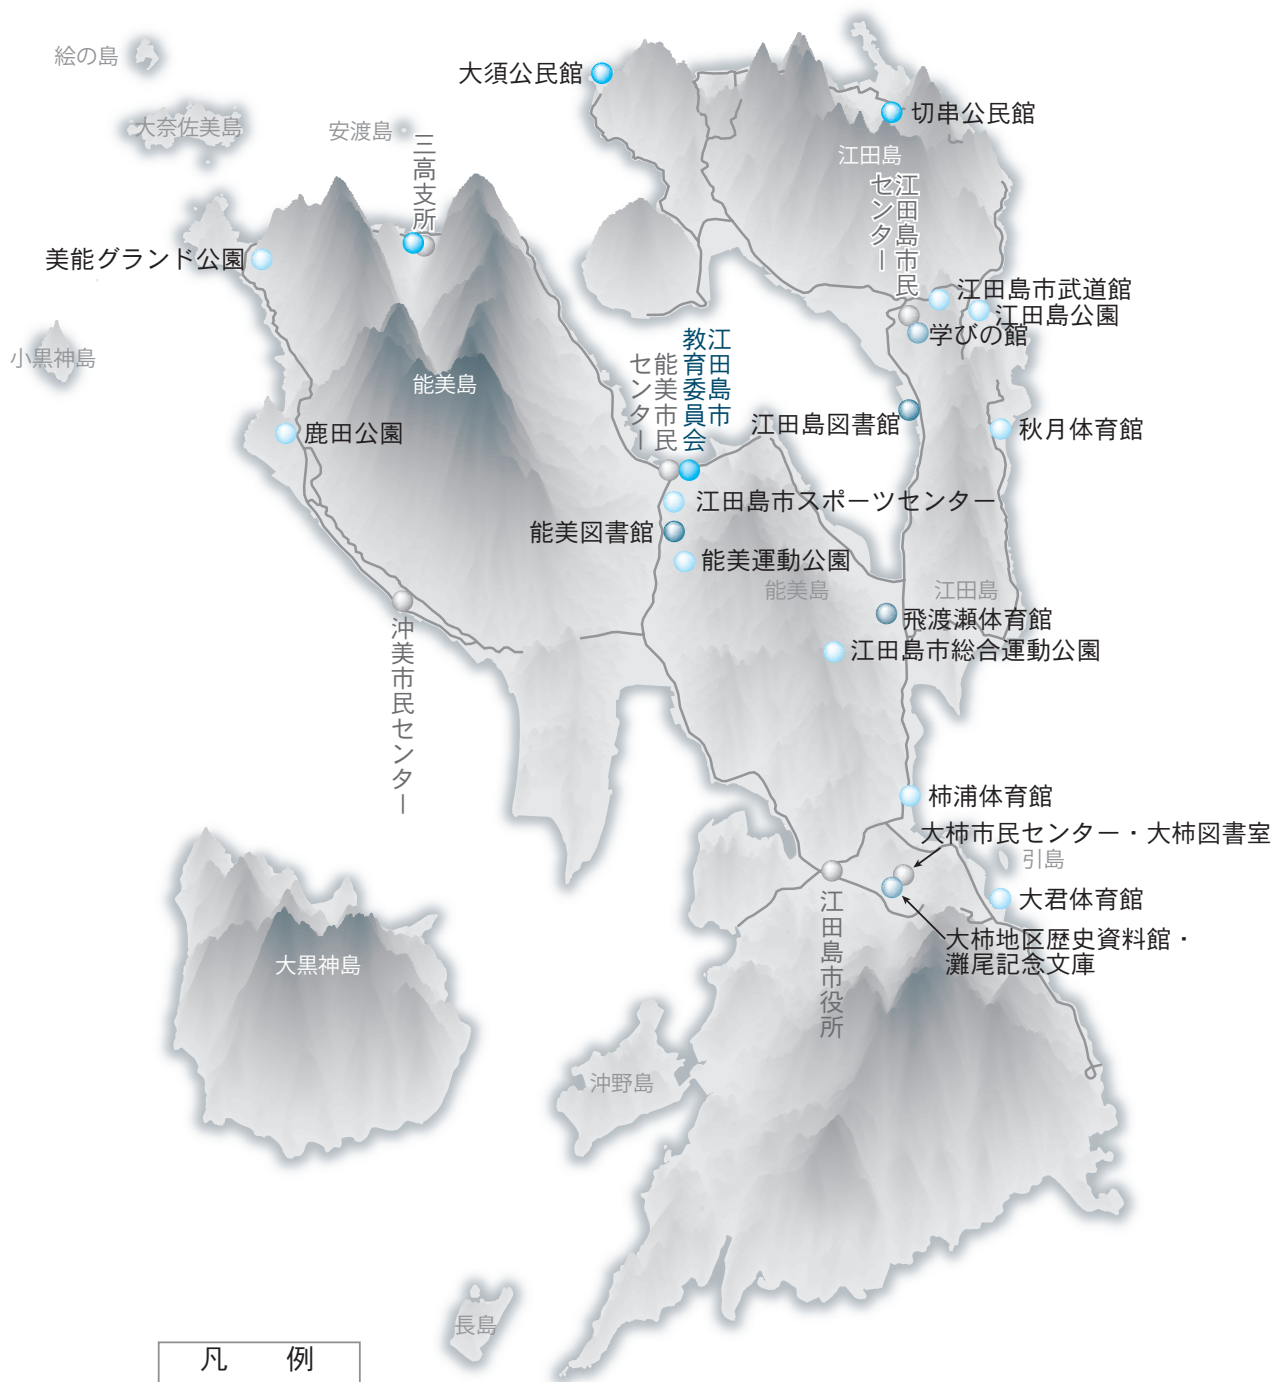 絵の島
大須公民館
切串公民館
大奈佐美島
安渡島
江田島
三高支所
江田島市民
センター
美能グランド公園
江田島市武道館
江田島公園
学びの館
小黒神島
江田島市
教育委員会
能美市民
センター
能美島
江田島図書館
秋月体育館
鹿田公園
江田島市スポーツセンター
能美図書館
能美運動公園
能美島
江田島
飛渡瀬体育館
沖美市民センター
江田島市総合運動公園
柿浦体育館
大柿市民センター・大柿図書室
引島
大君体育館
江田島市役所
大柿地区歴史資料館・
灘尾記念文庫
大黒神島
沖野島
長島
凡　例